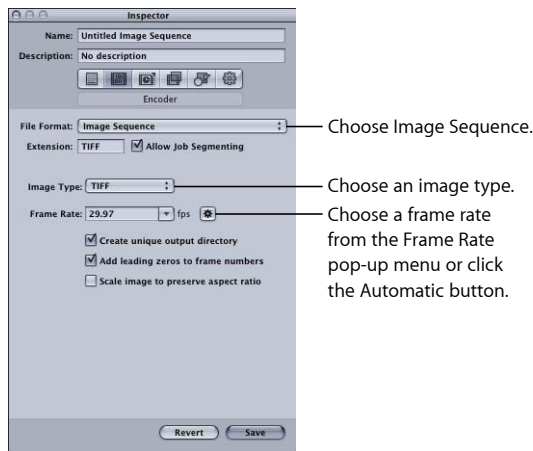 Inspector
Name: Untitled Image Sequence
Description: No description
Encoder
File Format: Image Sequence
Choose Image Sequence.
Extension: TIFF Allow Job Segmenting
Image Type: TIFF
Choose an image type.
Frame Rate: 29.97 fps
Choose a frame rate
from the Frame Rate
pop-up menu or click
the Automatic button.
Create unique output directory
Add leading zeros to frame numbers
Scale image to preserve aspect ratio
Revert Save